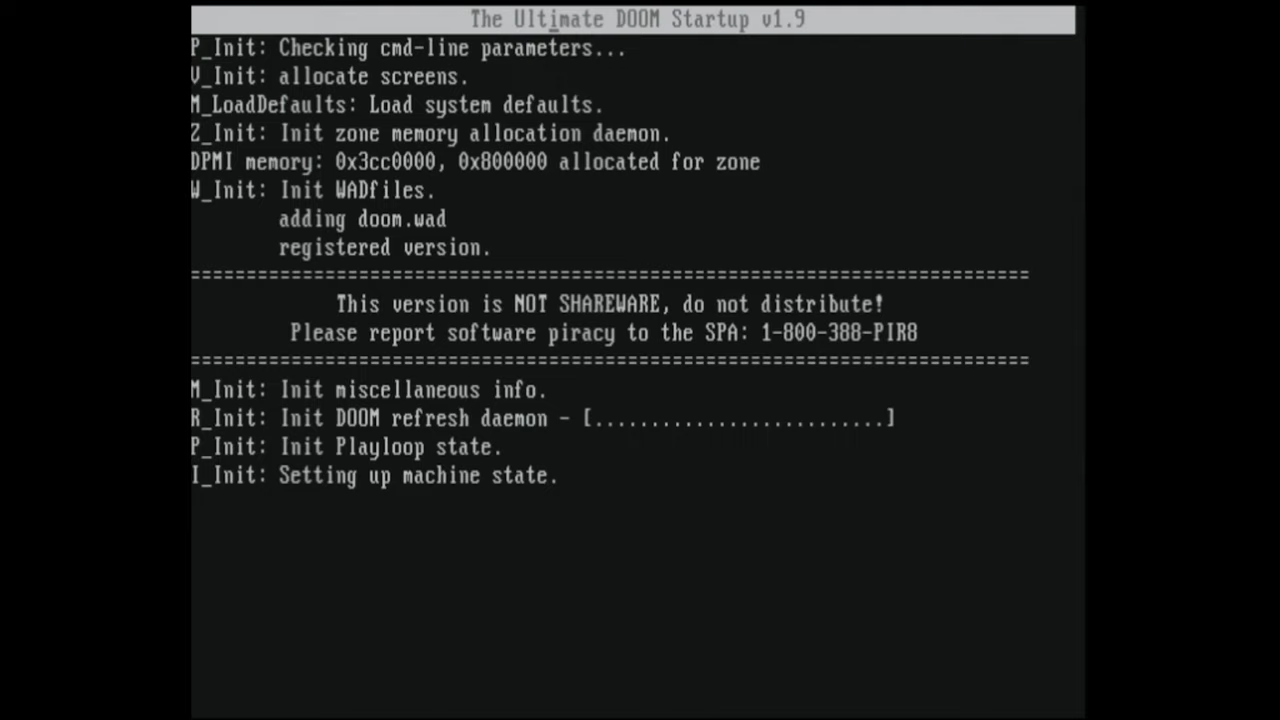 The Ultimate DOOM Startup v1.9
P_Init: Checking cmd-line parameters...
V_Init: allocate screens.
M_LoadDefaults: Load system defaults.
Z_Init: Init zone memory allocation daemon.
DPMI memory: 0x3cc0000, 0x800000 allocated for zone
W_Init: Init WADfiles.
adding doom.wad
registered version.
===========================================================================
This version is NOT SHAREWARE, do not distribute!
Please report software piracy to the SPA: 1-800-388-PIR8
===========================================================================
M_Init: Init miscellaneous info.
R_Init: Init DOOM refresh daemon - [..........................]
P_Init: Init Playloop state.
I_Init: Setting up machine state.